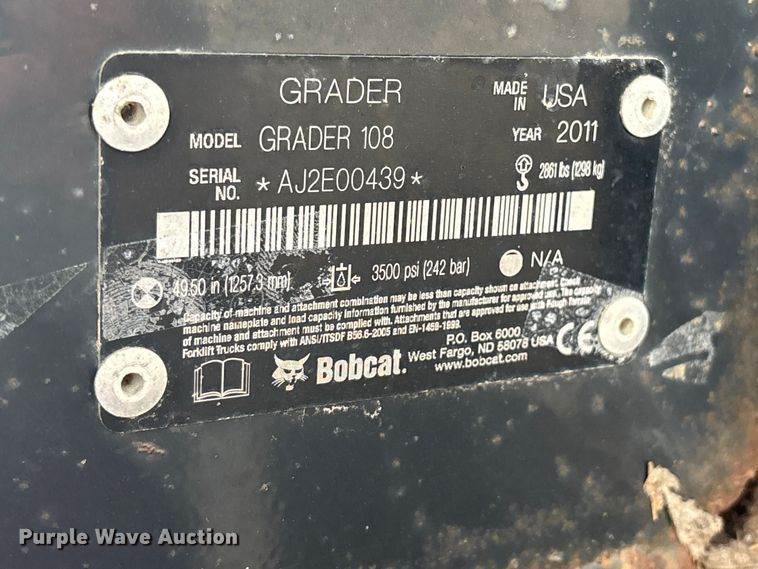 GRADER
MADE IN USA
MODEL GRADER 108
YEAR 2011
SERIAL NO. *AJ2E00439*
2861 lbs (1298 kg)
49.50 in (1257.3 mm)
3500 psi (242 bar)
N/A
Capacity of machine and attachment combination may be less than capacity shown on attachment. Check
machine nameplate and load capacity information furnished by the manufacturer for approved use. The capacity
of machine and attachment must be complied with. Attachments that are approved for use with Rough Terrain
Forklift Trucks comply with ANSI/ITSDF B56.6-2005 and EN-1459-1999.
Bobcat.
P.O. Box 6000,
West Fargo, ND 58078 USA
www.bobcat.com
CE
Purple Wave Auction